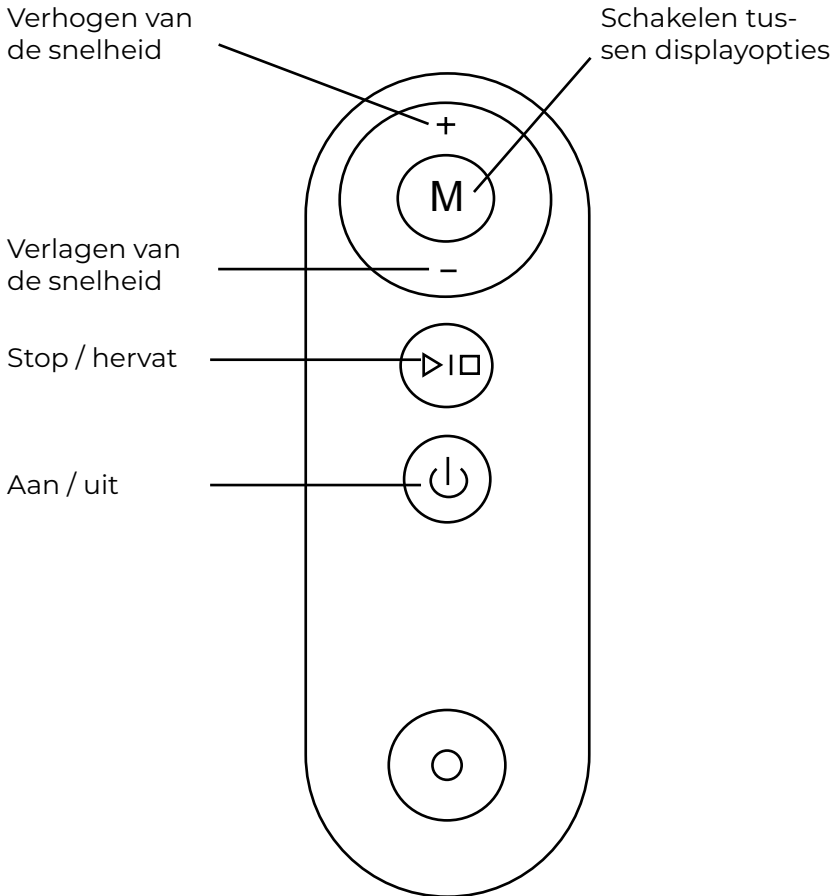 Verhogen van
de snelheid
Schakelen tus-
sen displayopties
+
M
Verlagen van
de snelheid
−
Stop / hervat
Aan / uit